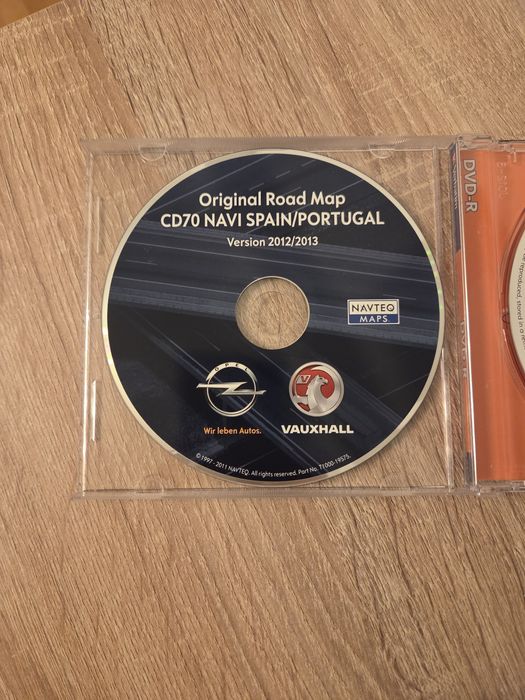 Original Road Map
CD70 NAVI SPAIN/PORTUGAL
Version 2012/2013
NAVTEQ
MAPS
OPEL
Wir leben Autos.
V
VAUXHALL
© 1997 - 2011 NAVTEQ. All rights reserved. Part No. T1000-19575.
DVD-R